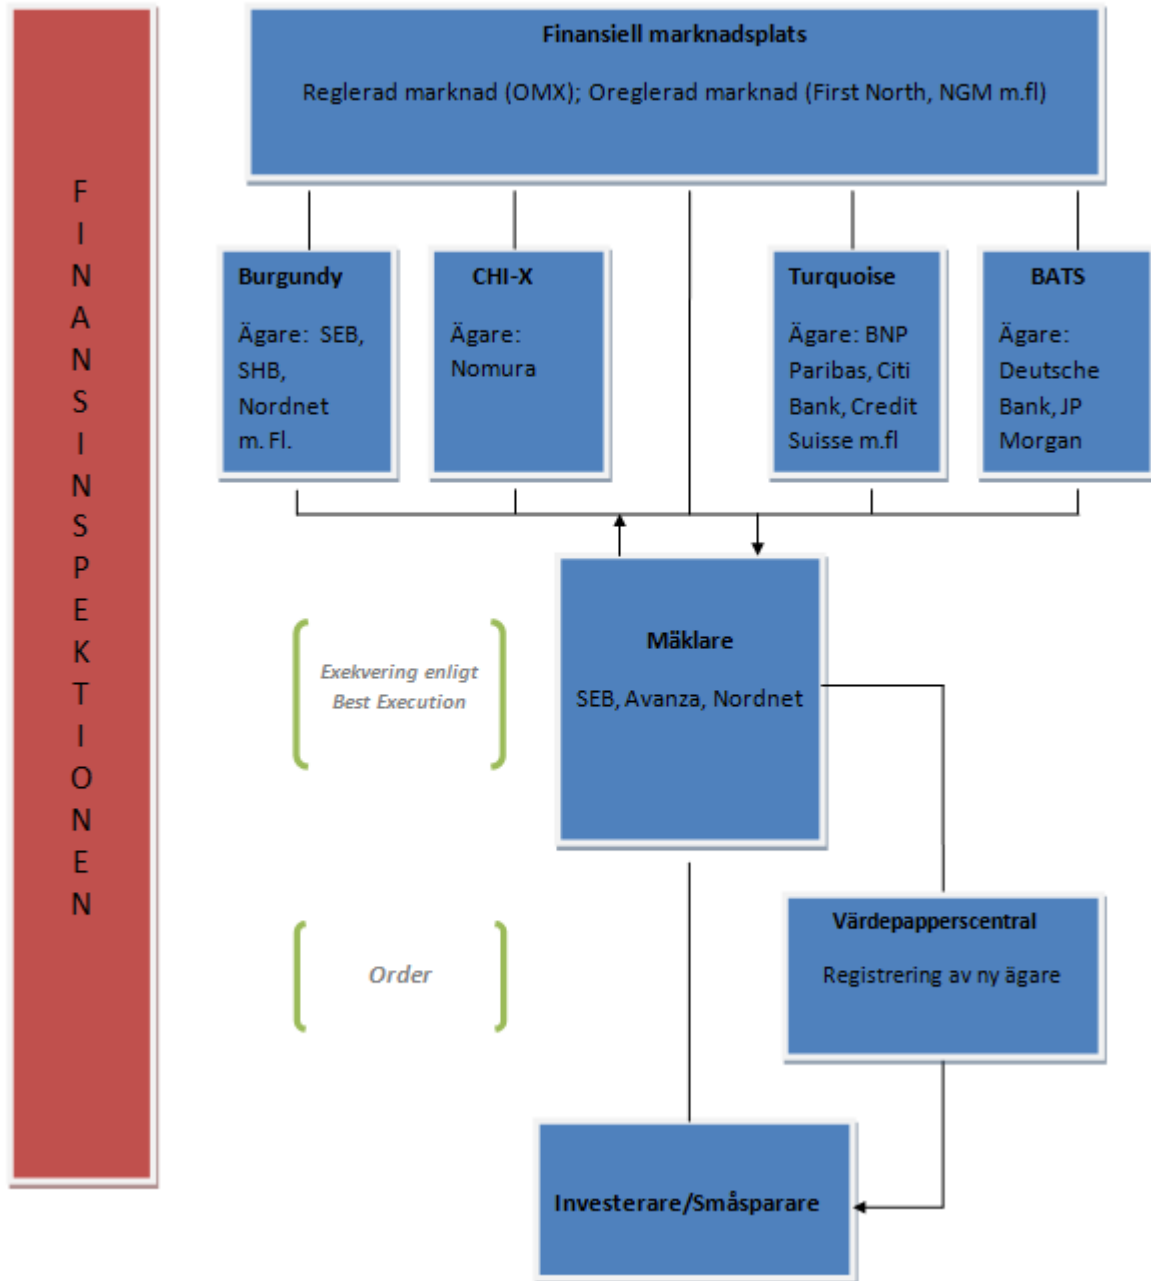 FINANSINSPEKTIONEN
Finansiell marknadsplats
Reglerad marknad (OMX); Oreglerad marknad (First North, NGM m.fl)
Burgundy
Ägare: SEB,
SHB,
Nordnet
m. Fl.
CHI-X
Ägare:
Nomura
Turquoise
Ägare: BNP
Paribas, Citi
Bank, Credit
Suisse m.fl
BATS
Ägare:
Deutsche
Bank, JP
Morgan
Exekvering enligt
Best Execution
Mäklare
SEB, Avanza, Nordnet
Order
Värdepapperscentral
Registrering av ny ägare
Investerare/Småsparare